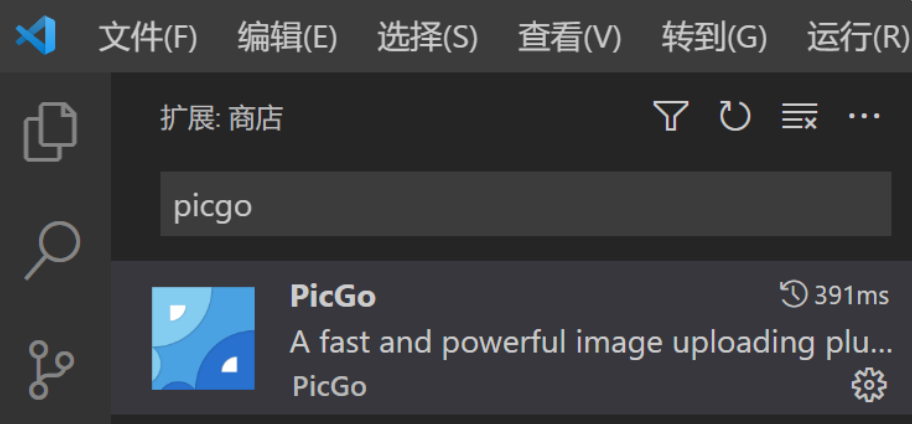 文件(F) 编辑(E) 选择(S) 查看(V) 转到(G) 运行(R)
扩展: 商店
picgo
PicGo 391ms
A fast and powerful image uploading plu...
PicGo